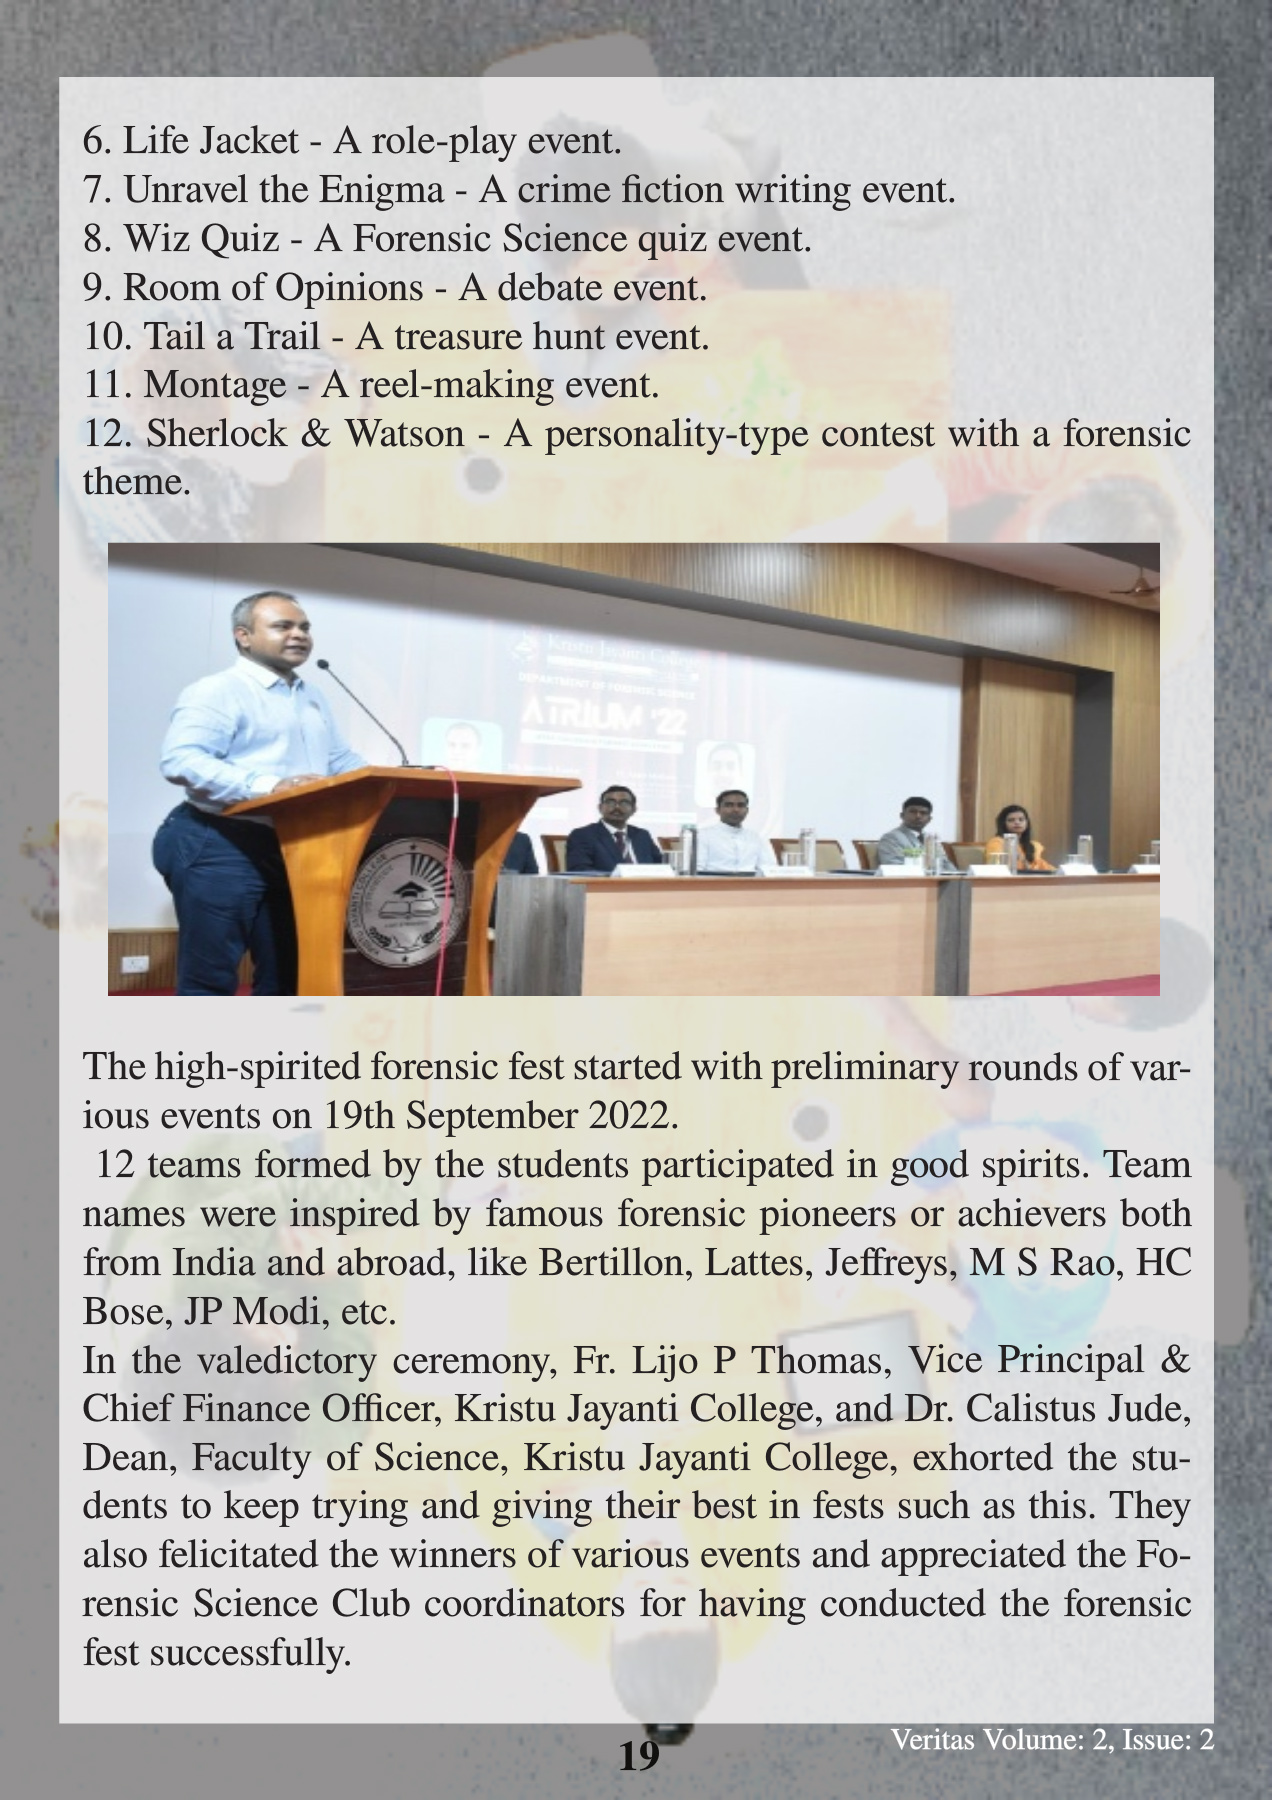 6. Life Jacket - A role-play event.
7. Unravel the Enigma - A crime fiction writing event.
8. Wiz Quiz - A Forensic Science quiz event.
9. Room of Opinions - A debate event.
10. Tail a Trail - A treasure hunt event.
11. Montage - A reel-making event.
12. Sherlock & Watson - A personality-type contest with a forensic
theme.
Kristu Jayanti College
DEPARTMENT OF FORENSIC SCIENCE
ATRIUM '22
KRISTU JAYANTI COLLEGE
The high-spirited forensic fest started with preliminary rounds of var-
ious events on 19th September 2022.
12 teams formed by the students participated in good spirits. Team
names were inspired by famous forensic pioneers or achievers both
from India and abroad, like Bertillon, Lattes, Jeffreys, M S Rao, HC
Bose, JP Modi, etc.
In the valedictory ceremony, Fr. Lijo P Thomas, Vice Principal &
Chief Finance Officer, Kristu Jayanti College, and Dr. Calistus Jude,
Dean, Faculty of Science, Kristu Jayanti College, exhorted the stu-
dents to keep trying and giving their best in fests such as this. They
also felicitated the winners of various events and appreciated the Fo-
rensic Science Club coordinators for having conducted the forensic
fest successfully.
Veritas Volume: 2, Issue: 2
19